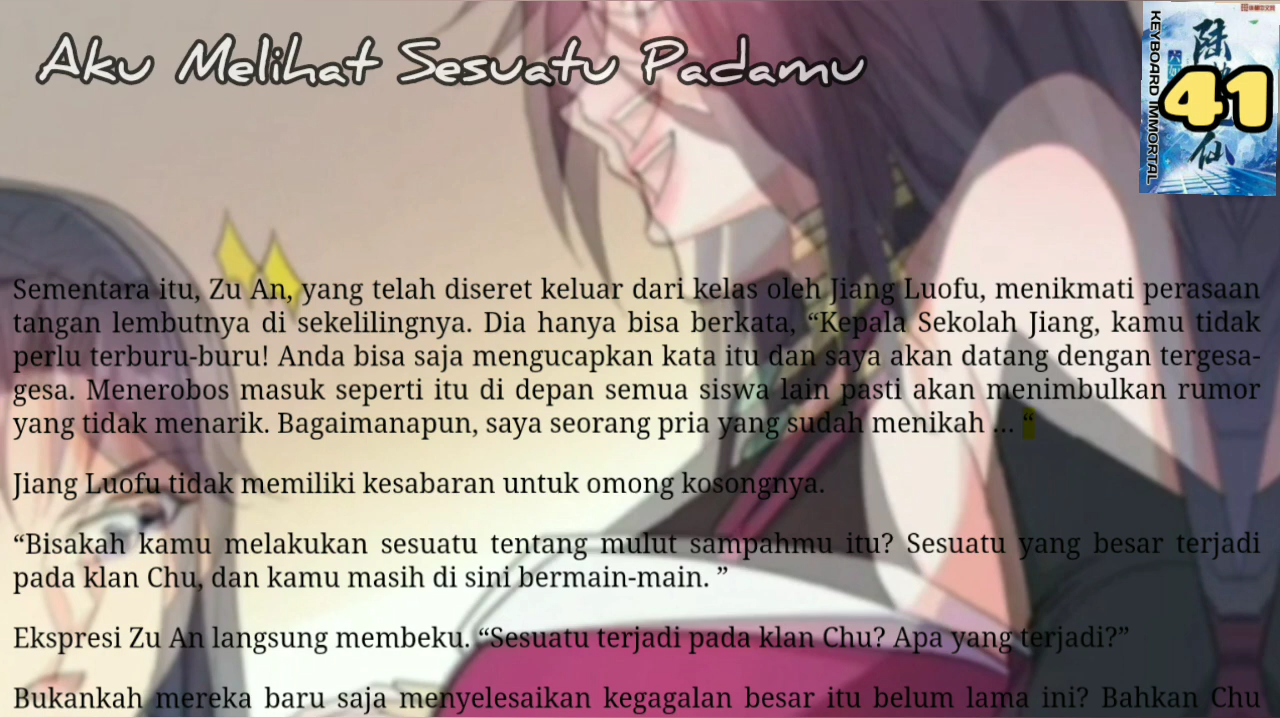 Aku Melihat Sesuatu Padamu
KEYBOARD IMMORTAL
陆
仙
41
Sementara itu, Zu An, yang telah diseret keluar dari kelas oleh Jiang Luofu, menikmati perasaan
tangan lembutnya di sekelilingnya. Dia hanya bisa berkata, “Kepala Sekolah Jiang, kamu tidak
perlu terburu-buru! Anda bisa saja mengucapkan kata itu dan saya akan datang dengan tergesa-
gesa. Menerobos masuk seperti itu di depan semua siswa lain pasti akan menimbulkan rumor
yang tidak menarik. Bagaimanapun, saya seorang pria yang sudah menikah ... “
Jiang Luofu tidak memiliki kesabaran untuk omong kosongnya.
“Bisakah kamu melakukan sesuatu tentang mulut sampahmu itu? Sesuatu yang besar terjadi
pada klan Chu, dan kamu masih di sini bermain-main. ”
Ekspresi Zu An langsung membeku. “Sesuatu terjadi pada klan Chu? Apa yang terjadi?”
Bukankah mereka baru saja menyelesaikan kegagalan besar itu belum lama ini? Bahkan Chu